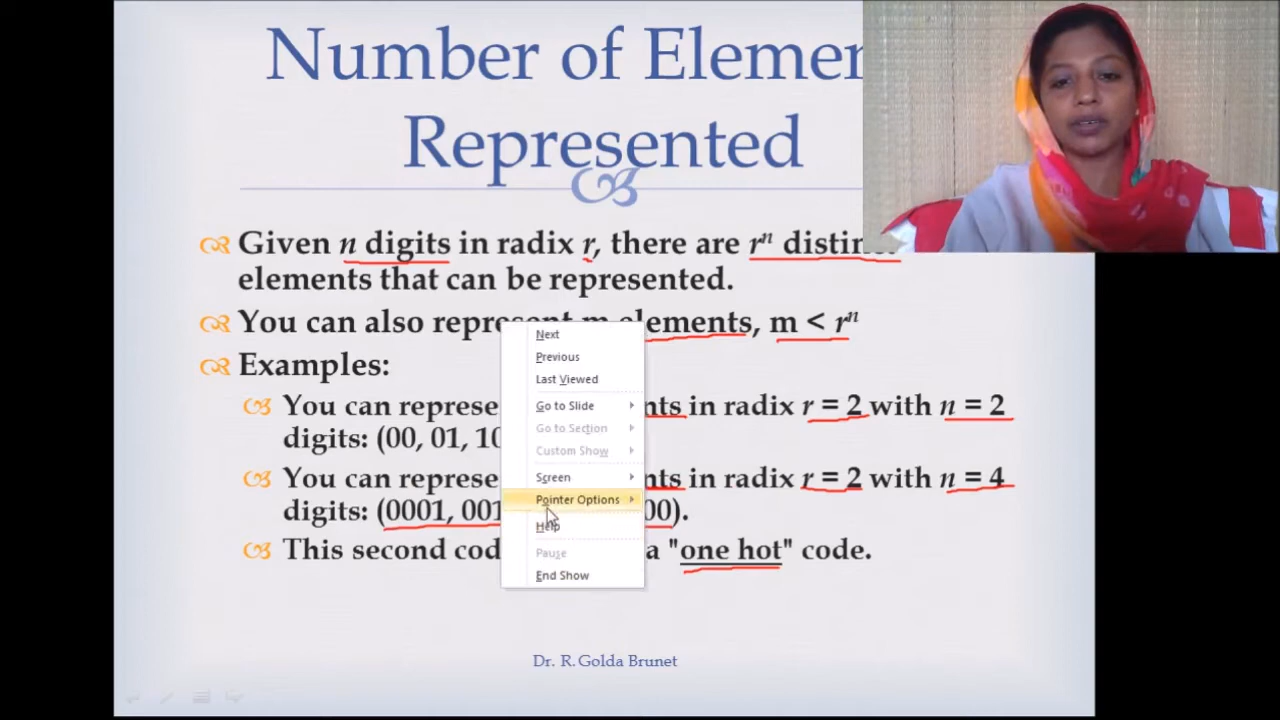 Number of Elemen
Represented
Given n digits in radix r, there are rⁿ distinct
elements that can be represented.
You can also represent m elements, m < rⁿ
Examples:
You can represe nts in radix r = 2 with n = 2
digits: (00, 01, 10
You can represe nts in radix r = 2 with n = 4
digits: (0001, 001 00).
This second cod a "one hot" code.
Next
Previous
Last Viewed
Go to Slide
Go to Section
Custom Show
Screen
Pointer Options
Help
Pause
End Show
Dr. R. Golda Brunet